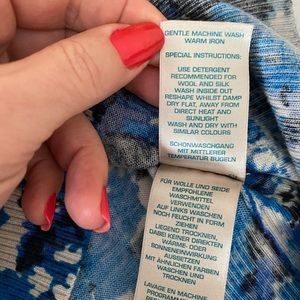 GENTLE MACHINE WASH
WARM IRON
SPECIAL INSTRUCTIONS:
USE DETERGENT
RECOMMENDED FOR
WOOL AND SILK
WASH INSIDE OUT
RESHAPE WHILST DAMP
DRY FLAT, AWAY FROM
DIRECT HEAT AND
SUNLIGHT
WASH AND DRY WITH
SIMILAR COLOURS
SCHONWASCHGANG
MIT MITTLERER
TEMPERATUR BÜGELN
FÜR WOLLE UND SEIDE
EMPFOHLENE
WASCHMITTEL
VERWENDEN
AUF LINKS WASCHEN
NOCH FEUCHT IN FORM
ZIEHEN
LIEGEND TROCKNEN,
DABEI KEINER DIREKTEN
WÄRME- ODER
SONNENEINWIRKUNG
AUSSETZEN
MIT ÄHNLICHEN FARBEN
WASCHEN UND
TROCKNEN
LAVAGE EN MACHINE